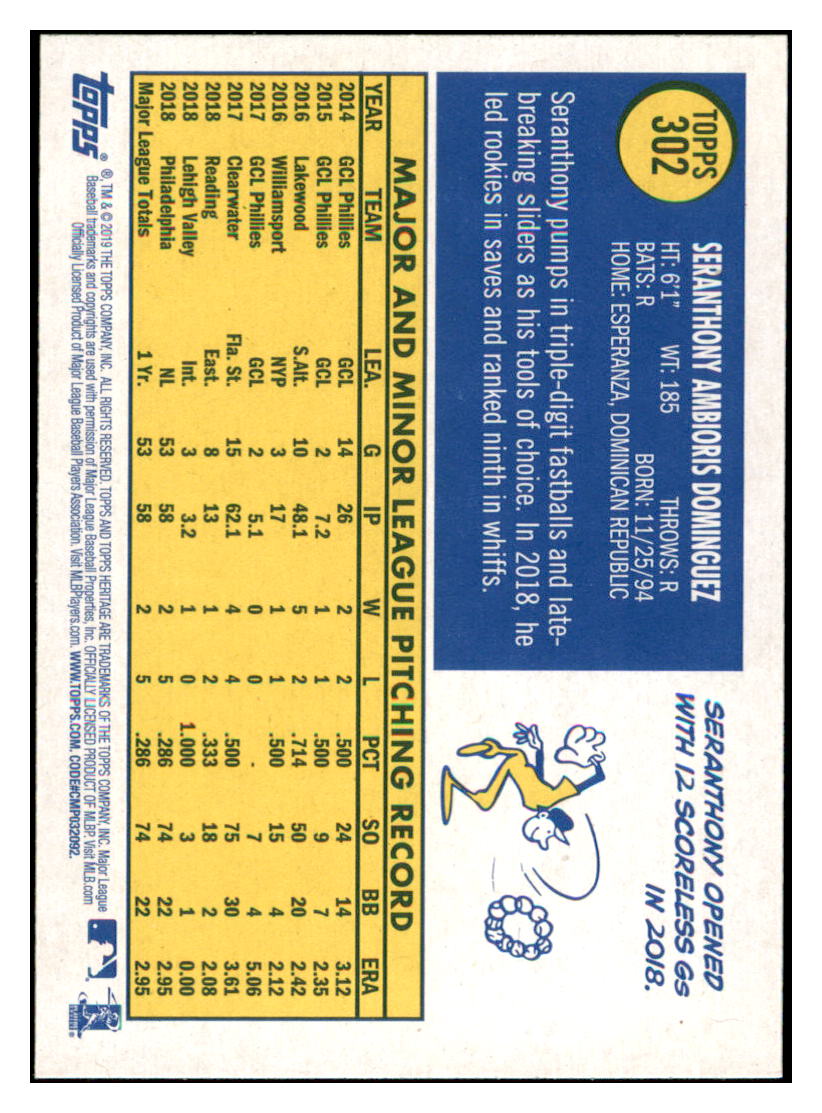 TOPPS
302
SERANTHONY AMBIORIS DOMINGUEZ
HT: 6'1" WT: 185 THROWS: R
BATS: R BORN: 11/25/94
HOME: ESPERANZA, DOMINICAN REPUBLIC
Seranthony pumps in triple-digit fastballs and late-
breaking sliders as his tools of choice. In 2018, he
led rookies in saves and ranked ninth in whiffs.
SERANTHONY OPENED
WITH 12 SCORELESS Gs
IN 2018.
MAJOR AND MINOR LEAGUE PITCHING RECORD
YEAR TEAM LEA. G IP W L PCT SO BB ERA
2014 GCL Phillies GCL 14 26 2 2 .500 24 14 3.12
2015 GCL Phillies GCL 2 7.2 1 1 .500 9 7 2.35
2016 Lakewood S.Atl. 10 48.1 5 2 .714 50 20 2.42
2016 Williamsport NYP 3 17 1 1 .500 15 4 2.12
2017 GCL Phillies GCL 2 5.1 0 0 - 7 4 5.06
2017 Clearwater Fla. St. 15 62.1 4 4 .500 75 30 3.61
2018 Reading East. 8 13 1 2 .333 18 2 2.08
2018 Lehigh Valley Int. 3 3.2 1 0 1.000 3 1 0.00
2018 Philadelphia NL 53 58 2 5 .286 74 22 2.95
Major League Totals 1 Yr. 53 58 2 5 .286 74 22 2.95
topps® ®, TM & © 2019 THE TOPPS COMPANY, INC. ALL RIGHTS RESERVED. TOPPS AND TOPPS HERITAGE ARE TRADEMARKS OF THE TOPPS COMPANY, INC. Major League
Baseball trademarks and copyrights are used with permission of Major League Baseball Properties, Inc. OFFICIALLY LICENSED PRODUCT OF MLBP. Visit MLB.com
Officially Licensed Product of Major League Baseball Players Association. Visit MLBPlayers.com. WWW.TOPPS.COM. CODE#CMP032092.